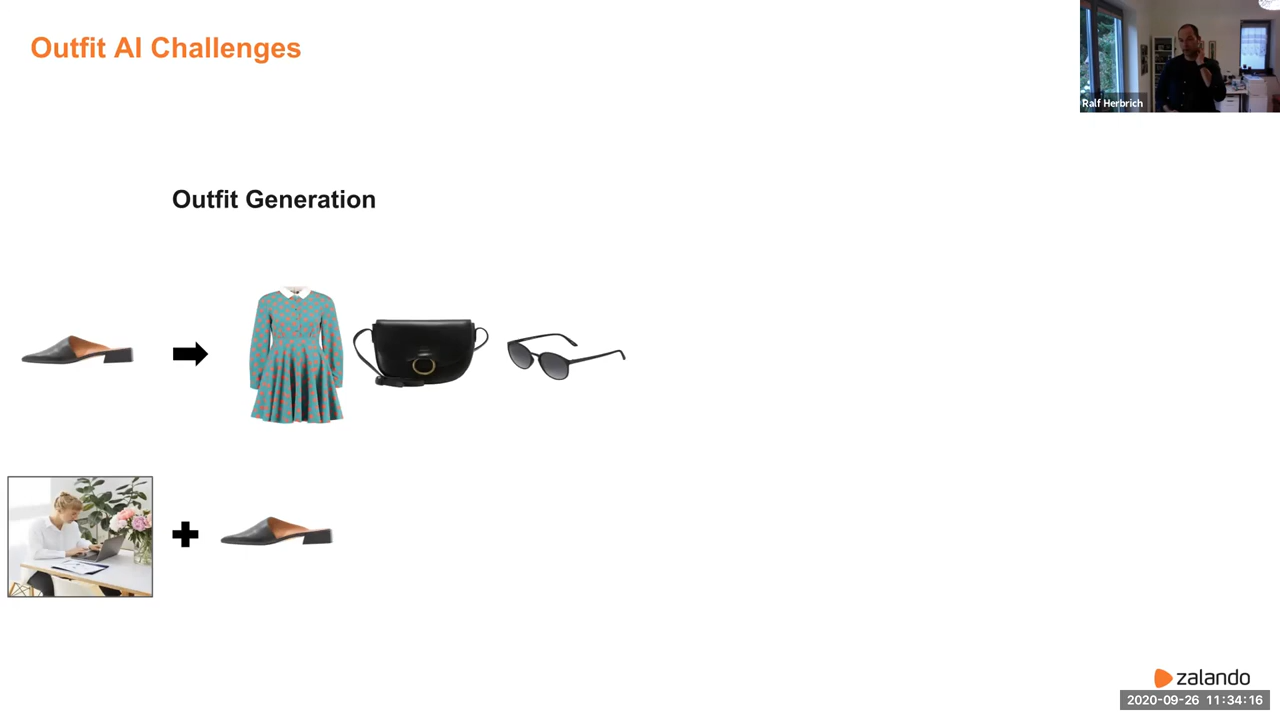 Outfit AI Challenges
Ralf Herbrich
Outfit Generation
zalando
2020-09-26 11:34:16